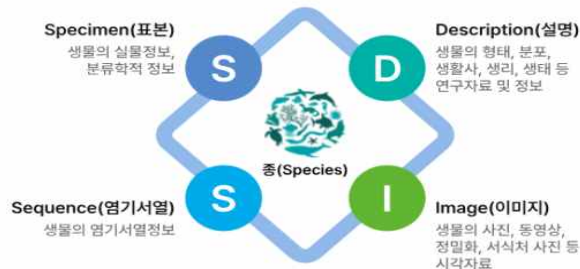 Specimen(표본)
생물의 실물정보,
분류학적 정보
S
D
Description(설명)
생물의 형태, 분포,
생활사, 생리, 생태 등
연구자료 및 정보
종(Species)
Sequence(염기서열)
생물의 염기서열정보
S
I
Image(이미지)
생물의 사진, 동영상,
정밀화, 서식처 사진 등
시각자료